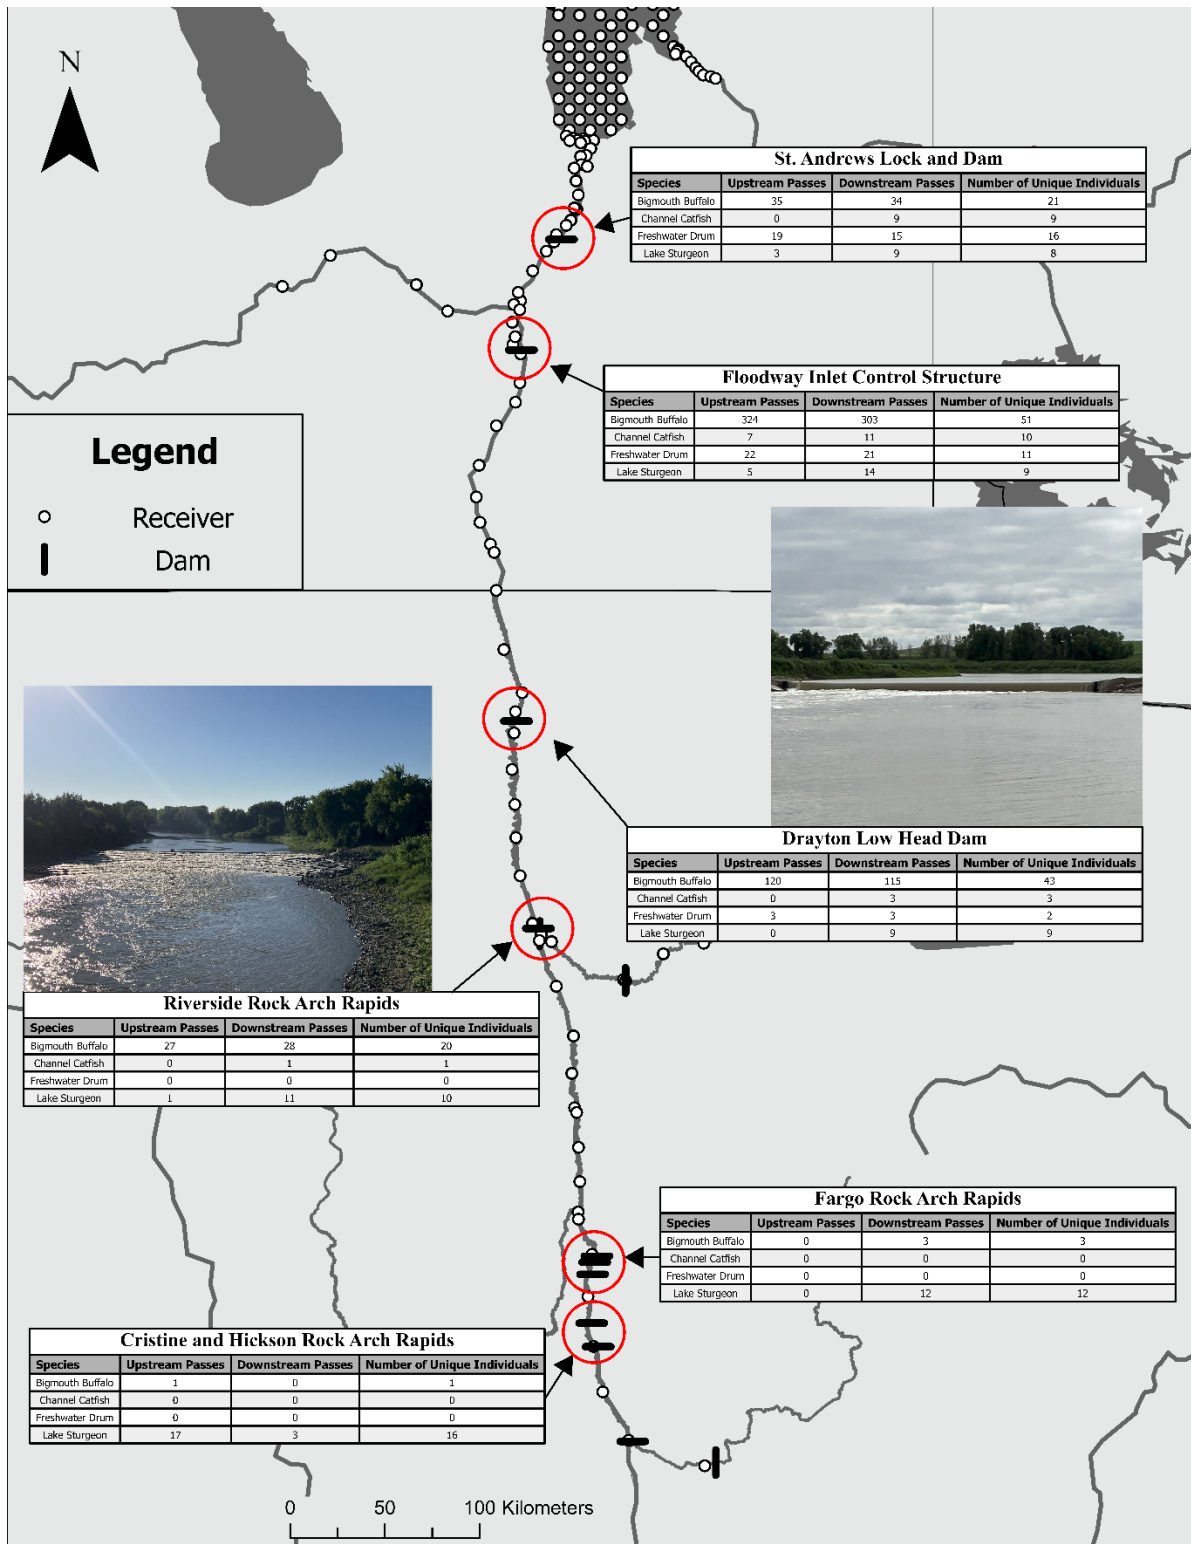 N
St. Andrews Lock and Dam
Species Upstream Passes Downstream Passes Number of Unique Individuals
Bigmouth Buffalo 35 34 21
Channel Catfish 0 9 9
Freshwater Drum 19 15 16
Lake Sturgeon 3 9 8
Floodway Inlet Control Structure
Species Upstream Passes Downstream Passes Number of Unique Individuals
Bigmouth Buffalo 324 303 51
Channel Catfish 7 11 10
Freshwater Drum 22 21 11
Lake Sturgeon 5 14 9
Legend
Receiver
Dam
Drayton Low Head Dam
Species Upstream Passes Downstream Passes Number of Unique Individuals
Bigmouth Buffalo 120 115 43
Channel Catfish 0 3 3
Freshwater Drum 3 3 2
Lake Sturgeon 0 9 9
Riverside Rock Arch Rapids
Species Upstream Passes Downstream Passes Number of Unique Individuals
Bigmouth Buffalo 27 28 20
Channel Catfish 0 1 1
Freshwater Drum 0 0 0
Lake Sturgeon 1 11 10
Fargo Rock Arch Rapids
Species Upstream Passes Downstream Passes Number of Unique Individuals
Bigmouth Buffalo 0 3 3
Channel Catfish 0 0 0
Freshwater Drum 0 0 0
Lake Sturgeon 0 12 12
Cristine and Hickson Rock Arch Rapids
Species Upstream Passes Downstream Passes Number of Unique Individuals
Bigmouth Buffalo 1 0 1
Channel Catfish 0 0 0
Freshwater Drum 0 0 0
Lake Sturgeon 17 3 16
0 50 100 Kilometers